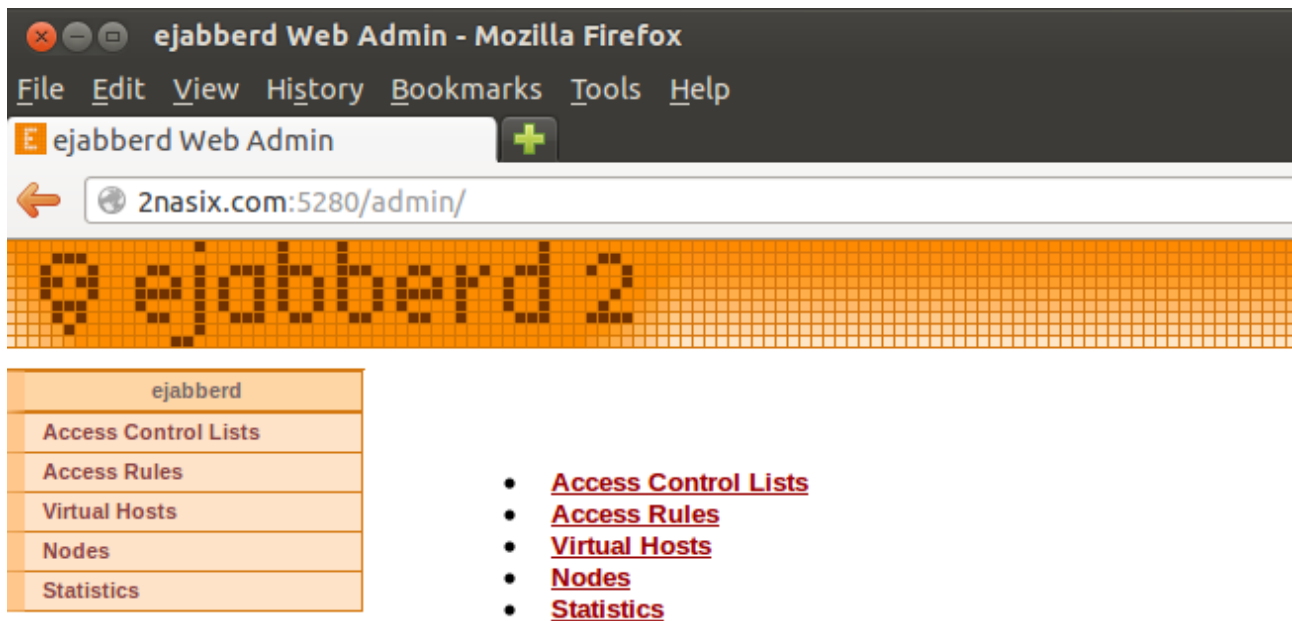 ejabberd Web Admin - Mozilla Firefox
File Edit View History Bookmarks Tools Help
E ejabberd Web Admin
2nasix.com:5280/admin/
ejabberd 2
ejabberd
Access Control Lists
Access Rules
Virtual Hosts
Nodes
Statistics
Access Control Lists
Access Rules
Virtual Hosts
Nodes
Statistics